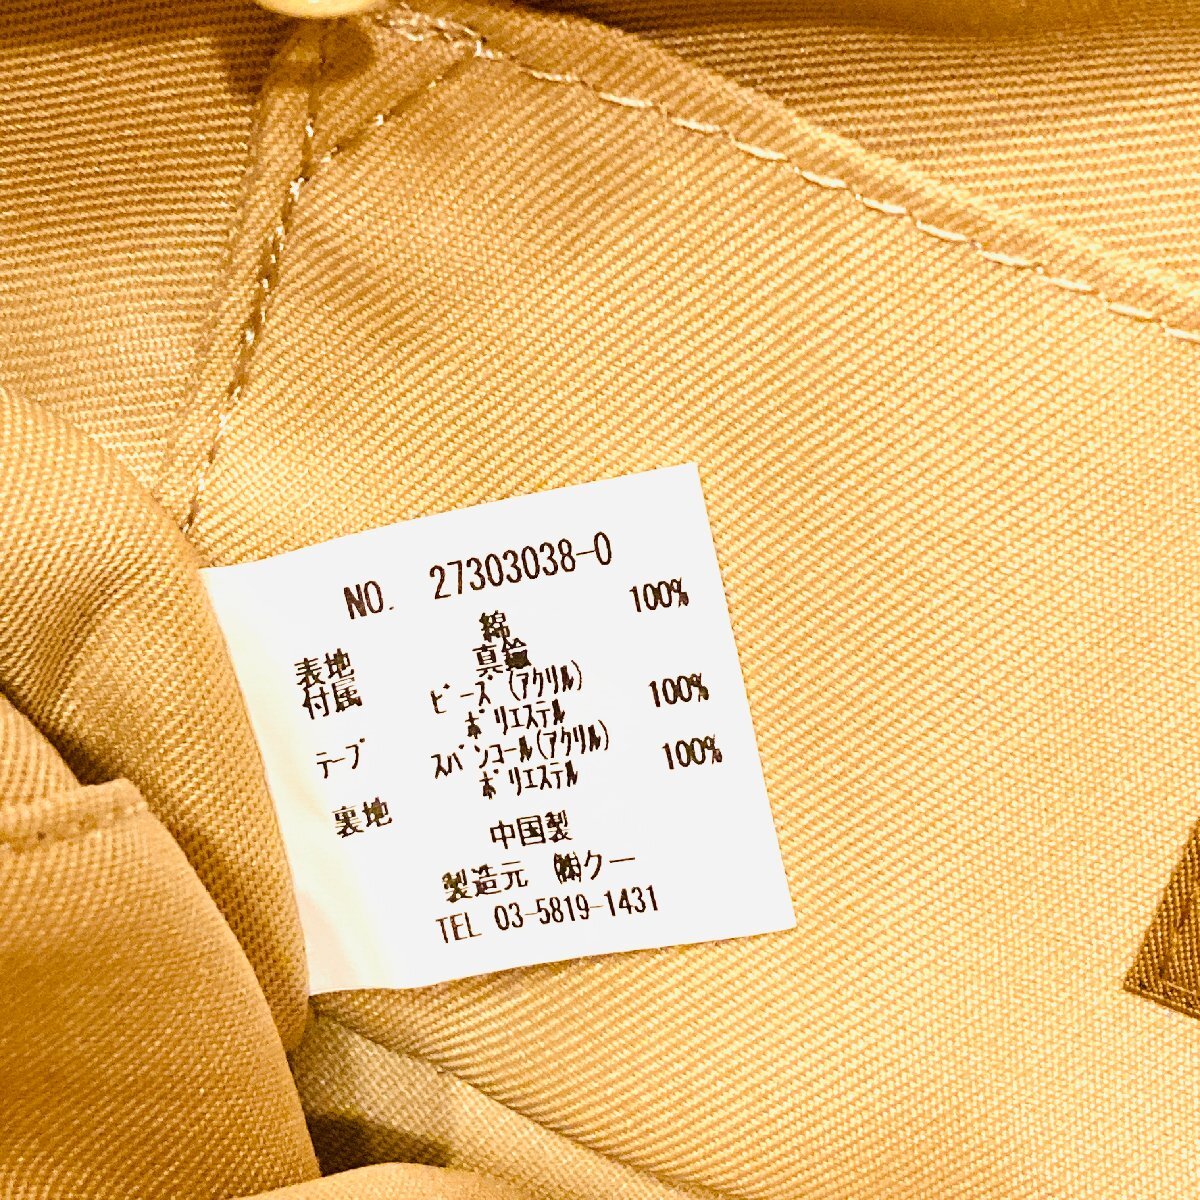 NO. 27303038-0
表地 綿 100%
付属 真鍮
ビーズ(アクリル)
テープ ポリエステル 100%
スパンコール(アクリル)
裏地 ポリエステル 100%
中国製
製造元 ㈱クー
TEL 03-5819-1431